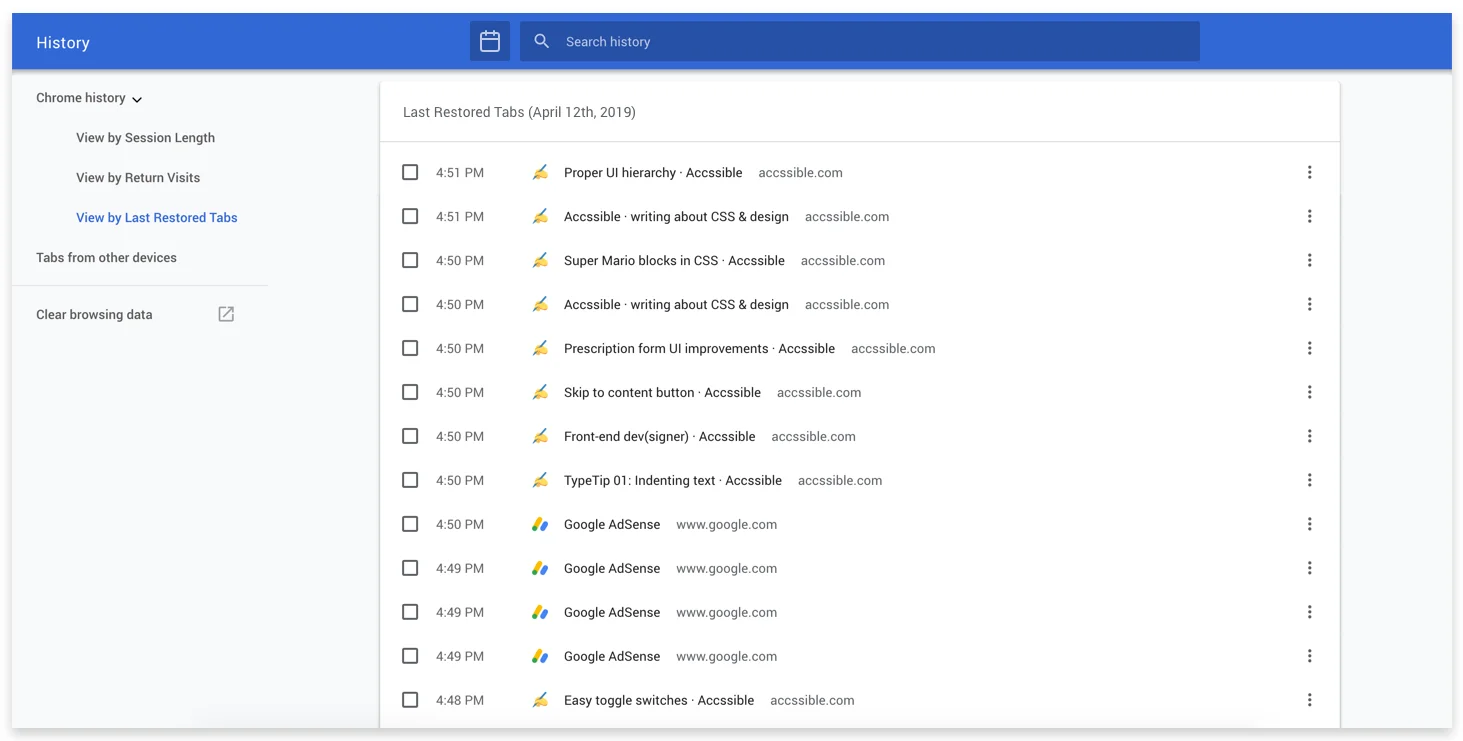 History
Search history
Chrome history
View by Session Length
View by Return Visits
View by Last Restored Tabs
Tabs from other devices
Clear browsing data
Last Restored Tabs (April 12th, 2019)
4:51 PM Proper UI hierarchy · Accssible accssible.com
4:51 PM Accssible · writing about CSS & design accssible.com
4:50 PM Super Mario blocks in CSS · Accssible accssible.com
4:50 PM Accssible · writing about CSS & design accssible.com
4:50 PM Prescription form UI improvements · Accssible accssible.com
4:50 PM Skip to content button · Accssible accssible.com
4:50 PM Front-end dev(signer) · Accssible accssible.com
4:50 PM TypeTip 01: Indenting text · Accssible accssible.com
4:50 PM Google AdSense www.google.com
4:49 PM Google AdSense www.google.com
4:49 PM Google AdSense www.google.com
4:49 PM Google AdSense www.google.com
4:48 PM Easy toggle switches · Accssible accssible.com